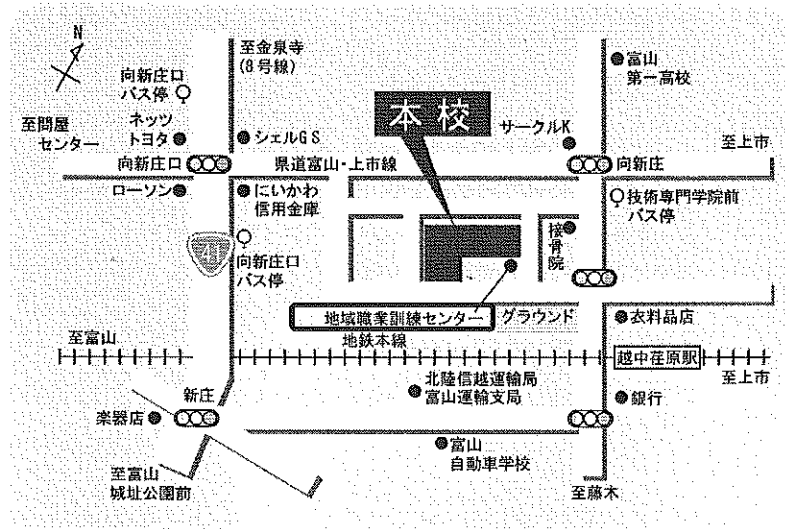 N
至金泉寺
(8号線)
向新庄口
バス停
富山
第一高校
本校
至問屋
センター
ネッツ
トヨタ
シェルGS
サークルK
至上市
向新庄口
県道富山・上市線
向新庄
ローソン
にいかわ
信用金庫
技術専門学院前
バス停
接骨院
41
向新庄口
バス停
地域職業訓練センター
グラウンド
衣料品店
至富山
地鉄本線
越中荏原駅
至上市
北陸信越運輸局
富山運輸支局
新庄
銀行
楽器店
富山
自動車学校
至富山
城址公園前
至藤木